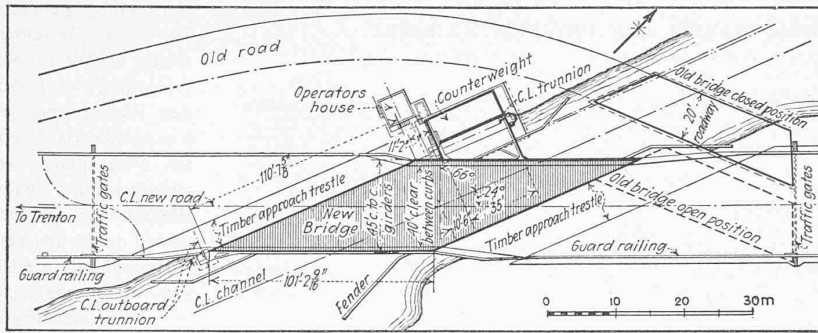 Old road
Operators
house
Counterweight
C.L. trunnion
Old bridge closed position
20'
roadway
11'-2"
110'-7 5/8"
C.L. new road
To Trenton
Traffic gates
Timber approach trestle
New
Bridge
45' c. to c.
girders
40' clear
between curbs
66°
24°
35'
10'-6"
Timber approach trestle
Old bridge open position
Traffic gates
Guard railing
Guard railing
C.L. outboard
trunnion
C.L. channel
101'-2 9/16"
Fender
0 10 20 30 m